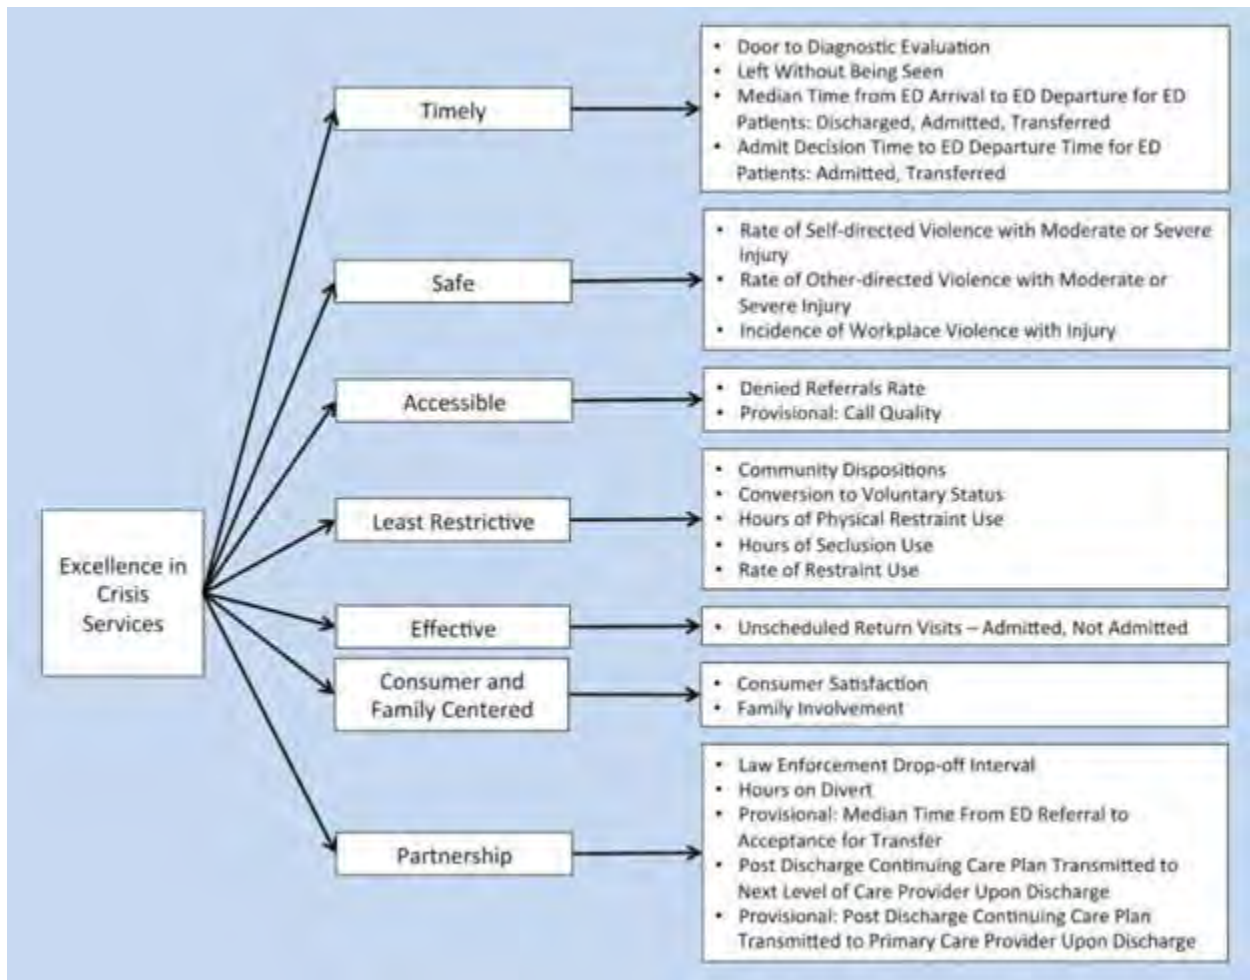 Excellence in
Crisis
Services
Timely
• Door to Diagnostic Evaluation
• Left Without Being Seen
• Median Time from ED Arrival to ED Departure for ED
Patients: Discharged, Admitted, Transferred
• Admit Decision Time to ED Departure Time for ED
Patients: Admitted, Transferred
Safe
• Rate of Self-directed Violence with Moderate or Severe
Injury
• Rate of Other-directed Violence with Moderate or
Severe Injury
• Incidence of Workplace Violence with Injury
Accessible
• Denied Referrals Rate
• Provisional: Call Quality
Least Restrictive
• Community Dispositions
• Conversion to Voluntary Status
• Hours of Physical Restraint Use
• Hours of Seclusion Use
• Rate of Restraint Use
Effective
• Unscheduled Return Visits – Admitted, Not Admitted
Consumer and
Family Centered
• Consumer Satisfaction
• Family Involvement
Partnership
• Law Enforcement Drop-off Interval
• Hours on Divert
• Provisional: Median Time From ED Referral to
Acceptance for Transfer
• Post Discharge Continuing Care Plan Transmitted to
Next Level of Care Provider Upon Discharge
• Provisional: Post Discharge Continuing Care Plan
Transmitted to Primary Care Provider Upon Discharge